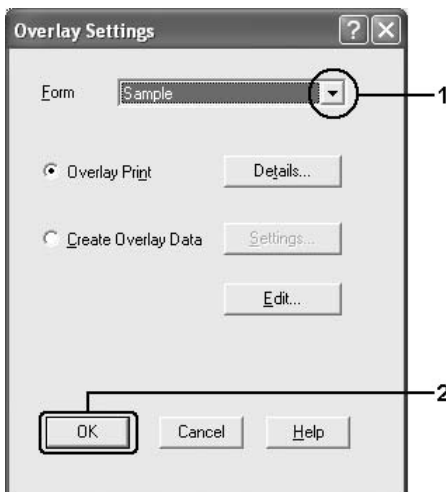 Overlay Settings
Form Sample 1
Overlay Print Details...
Create Overlay Data Settings...
Edit...
2
OK Cancel Help